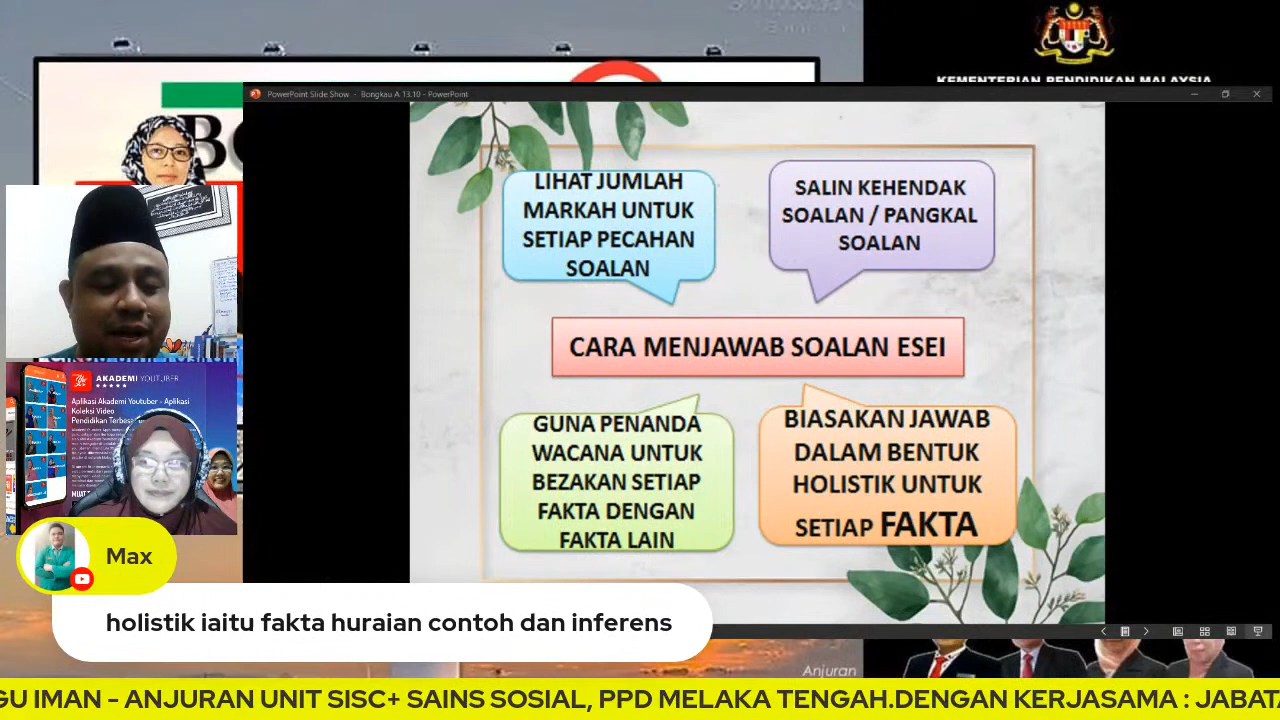 KEMENTERIAN PENDIDIKAN MALAYSIA
PowerPoint Slide Show - Bongkau A 13.10 - PowerPoint
LIHAT JUMLAH
MARKAH UNTUK
SETIAP PECAHAN
SOALAN
SALIN KEHENDAK
SOALAN / PANGKAL
SOALAN
CARA MENJAWAB SOALAN ESEI
GUNA PENANDA
WACANA UNTUK
BEZAKAN SETIAP
FAKTA DENGAN
FAKTA LAIN
BIASAKAN JAWAB
DALAM BENTUK
HOLISTIK UNTUK
SETIAP FAKTA
AKADEMI YOUTUBER
Aplikasi Akademi Youtuber - Aplikasi
Koleksi Video
Pendidikan
Max
holistik iaitu fakta huraian contoh dan inferens
Anjuran
GU IMAN - ANJURAN UNIT SISC+ SAINS SOSIAL, PPD MELAKA TENGAH.DENGAN KERJASAMA : JABAT